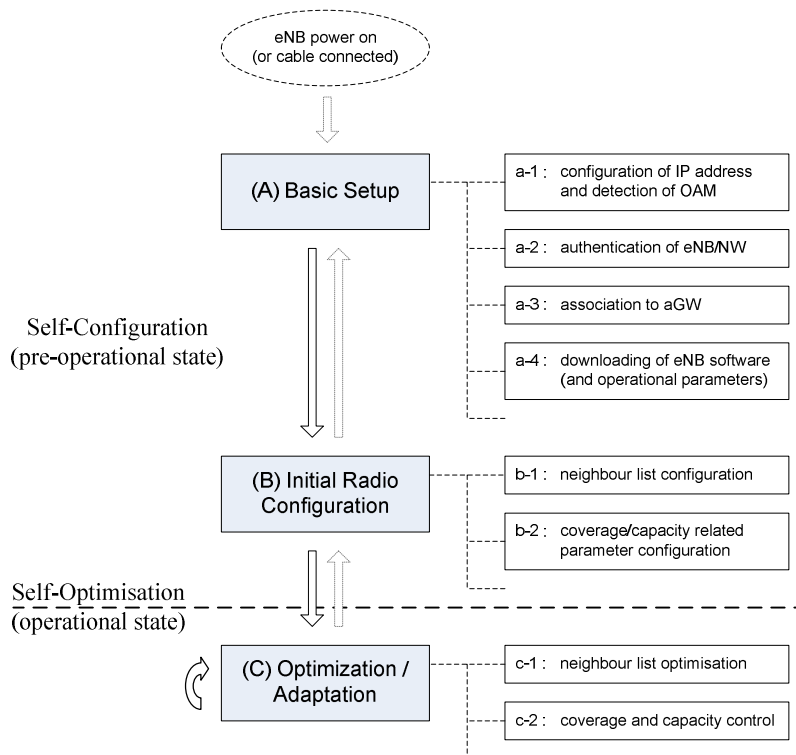 eNB power on
(or cable connected)
(A) Basic Setup
a-1 : configuration of IP address
and detection of OAM
a-2 : authentication of eNB/NW
a-3 : association to aGW
a-4 : downloading of eNB software
(and operational parameters)
Self-Configuration
(pre-operational state)
(B) Initial Radio
Configuration
b-1 : neighbour list configuration
b-2 : coverage/capacity related
parameter configuration
Self-Optimisation
(operational state)
(C) Optimization /
Adaptation
c-1 : neighbour list optimisation
c-2 : coverage and capacity control